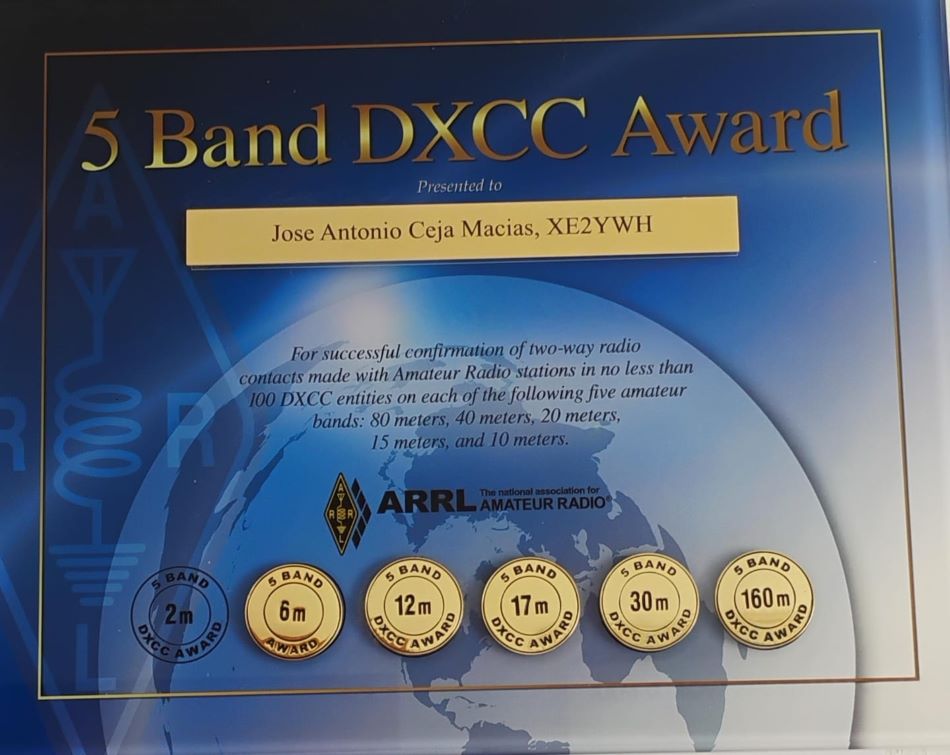 5 Band DXCC Award
Presented to
Jose Antonio Ceja Macias, XE2YWH
For successful confirmation of two-way radio
contacts made with Amateur Radio stations in no less than
100 DXCC entities on each of the following five amateur
bands: 80 meters, 40 meters, 20 meters,
15 meters, and 10 meters.
A
R R
L
ARRL The national association for
AMATEUR RADIO®
5 BAND
2m
DXCC AWARD
5 BAND
6m
AWARD
5 BAND
12m
DXCC AWARD
5 BAND
17m
DXCC AWARD
5 BAND
30m
DXCC AWARD
5 BAND
160m
DXCC AWARD
A
R R
L